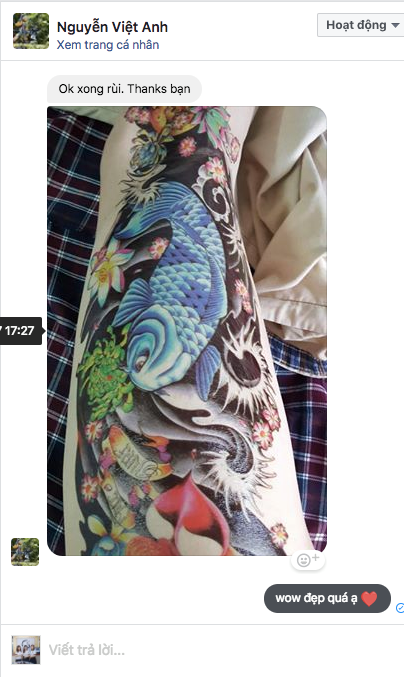 Nguyễn Việt Anh
Hoạt động
Xem trang cá nhân
Ok xong rùi. Thanks bạn
17:27
wow đẹp quá ạ ❤️
Viết trả lời...